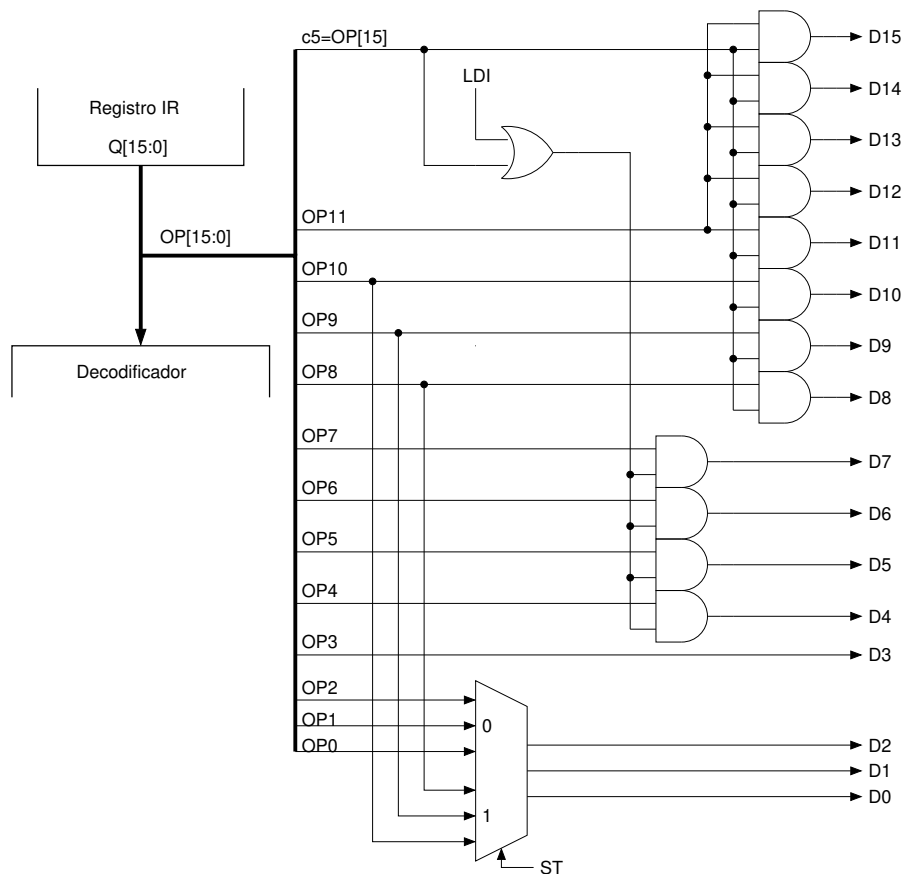 c5=OP[15]
D15
LDI
D14
Registro IR
Q[15:0]
D13
D12
OP11
OP[15:0]
D11
OP10
D10
OP9
D9
Decodificador
OP8
D8
OP7
D7
OP6
D6
OP5
D5
OP4
D4
OP3
D3
OP2
OP1
0
OP0
D2
D1
D0
1
ST